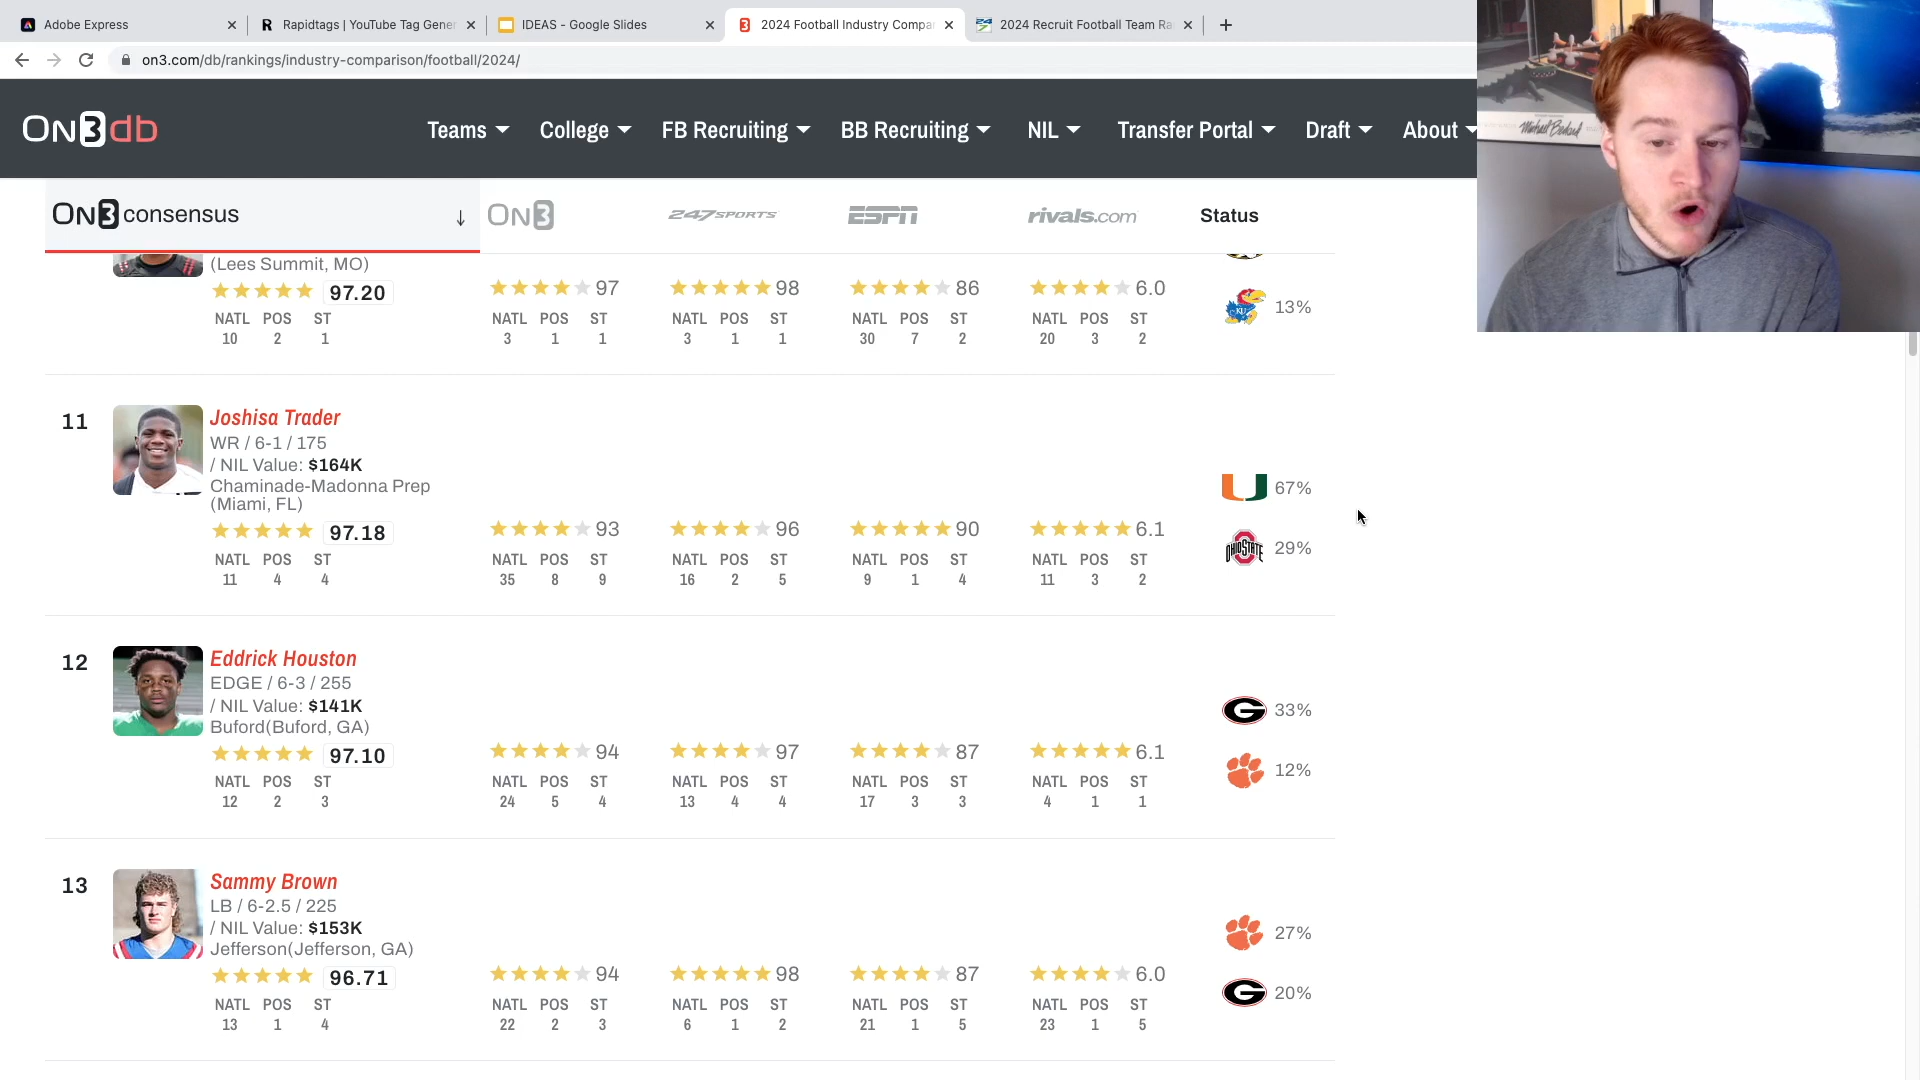 Adobe Express
Rapidtags | YouTube Tag Gener
IDEAS - Google Slides
2024 Football Industry Compar
2024 Recruit Football Team Ra
on3.com/db/rankings/industry-comparison/football/2024/
ON3db
Teams
College
FB Recruiting
BB Recruiting
NIL
Transfer Portal
Draft
About
ON3 consensus
ON3
247SPORTS
ESPN
rivals.com
Status
(Lees Summit, MO)
97.20
97
98
86
6.0
KU
13%
NATL POS ST
10 2 1
NATL POS ST
3 1 1
NATL POS ST
3 1 1
NATL POS ST
30 7 2
NATL POS ST
20 3 2
11
Joshisa Trader
WR / 6-1 / 175
/ NIL Value: $164K
Chaminade-Madonna Prep
(Miami, FL)
97.18
93
96
90
6.1
67%
OHIO STATE
29%
NATL POS ST
11 4 4
NATL POS ST
35 8 9
NATL POS ST
16 2 5
NATL POS ST
9 1 4
NATL POS ST
11 3 2
12
Eddrick Houston
EDGE / 6-3 / 255
/ NIL Value: $141K
Buford(Buford, GA)
97.10
94
97
87
6.1
G
33%
12%
NATL POS ST
12 2 3
NATL POS ST
24 5 4
NATL POS ST
13 4 4
NATL POS ST
17 3 3
NATL POS ST
4 1 1
13
Sammy Brown
LB / 6-2.5 / 225
/ NIL Value: $153K
Jefferson(Jefferson, GA)
96.71
94
98
87
6.0
27%
G
20%
NATL POS ST
13 1 4
NATL POS ST
22 2 3
NATL POS ST
6 1 2
NATL POS ST
21 1 5
NATL POS ST
23 1 5